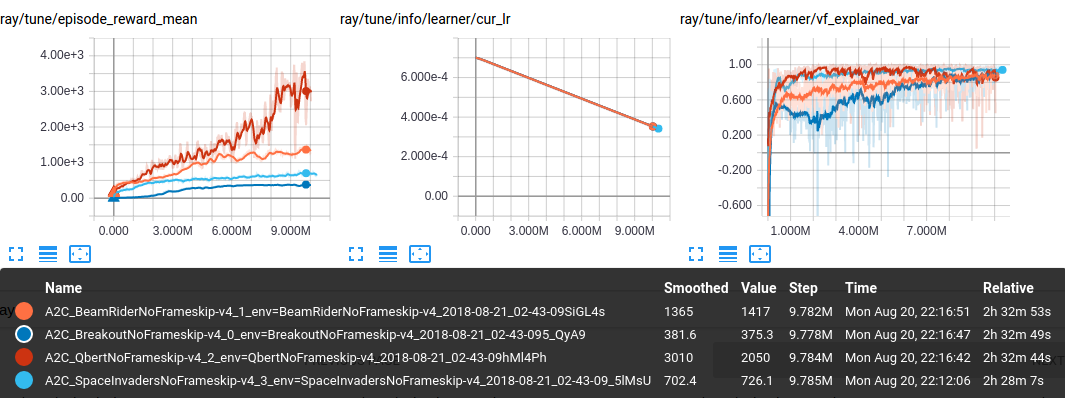 ray/tune/episode_reward_mean
4.00e+3
3.00e+3
2.00e+3
1.00e+3
0.00
0.000 3.000M 6.000M 9.000M
ray/tune/info/learner/cur_lr
6.000e-4
4.000e-4
2.000e-4
0.00
0.000 3.000M 6.000M 9.000M
ray/tune/info/learner/vf_explained_var
1.00
0.600
0.200
-0.200
-0.600
1.000M 4.000M 7.000M
Name Smoothed Value Step Time Relative
A2C_BeamRiderNoFrameskip-v4_1_env=BeamRiderNoFrameskip-v4_2018-08-21_02-43-09SiGL4s 1365 1417 9.782M Mon Aug 20, 22:16:51 2h 32m 53s
A2C_BreakoutNoFrameskip-v4_0_env=BreakoutNoFrameskip-v4_2018-08-21_02-43-095_QyA9 381.6 375.3 9.778M Mon Aug 20, 22:16:47 2h 32m 49s
A2C_QbertNoFrameskip-v4_2_env=QbertNoFrameskip-v4_2018-08-21_02-43-09hMl4Ph 3010 2050 9.784M Mon Aug 20, 22:16:42 2h 32m 44s
A2C_SpaceInvadersNoFrameskip-v4_3_env=SpaceInvadersNoFrameskip-v4_2018-08-21_02-43-09_5lMsU 702.4 726.1 9.785M Mon Aug 20, 22:12:06 2h 28m 7s